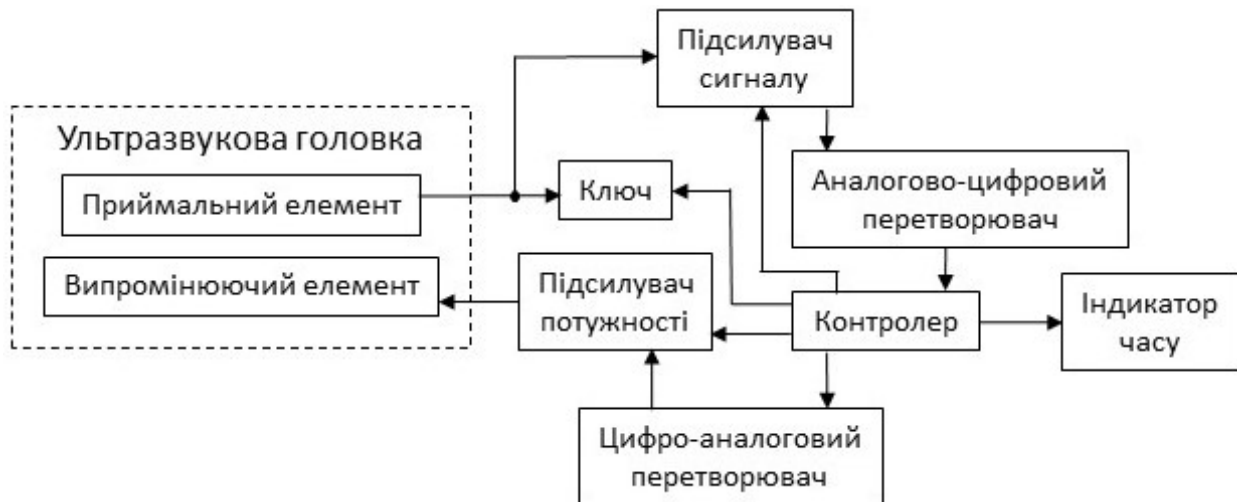 Підсилувач
сигналу
Ультразвукова головка
Приймальний елемент
Ключ
Аналогово-цифровий
перетворювач
Випромінюючий елемент
Підсилувач
потужності
Контролер
Індикатор
часу
Цифро-аналоговий
перетворювач